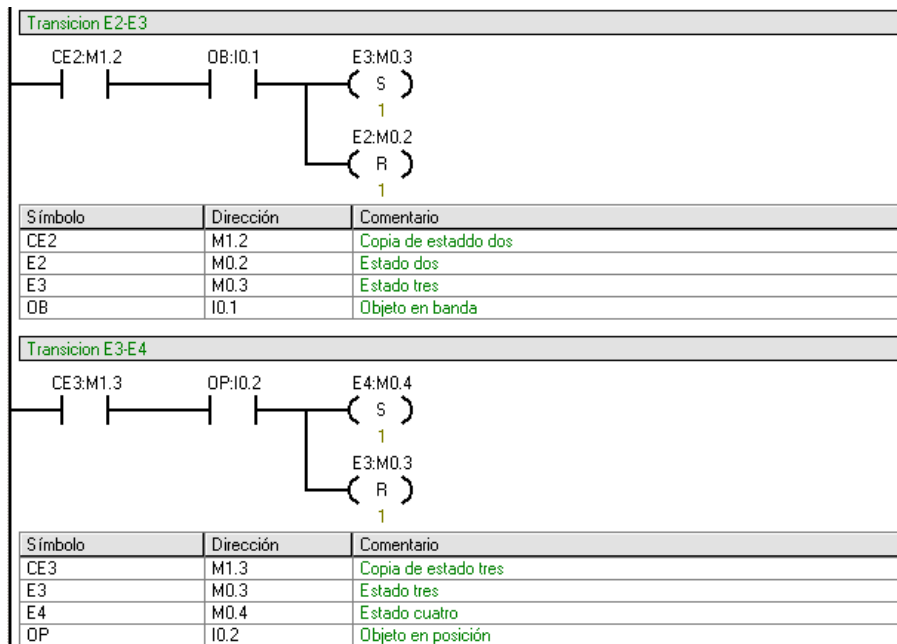 Transicion E2-E3
CE2:M1.2 OB:I0.1 E3:M0.3
S
1
E2:M0.2
R
1
Símbolo Dirección Comentario
CE2 M1.2 Copia de estaddo dos
E2 M0.2 Estado dos
E3 M0.3 Estado tres
OB I0.1 Objeto en banda
Transicion E3-E4
CE3:M1.3 OP:I0.2 E4:M0.4
S
1
E3:M0.3
R
1
Símbolo Dirección Comentario
CE3 M1.3 Copia de estado tres
E3 M0.3 Estado tres
E4 M0.4 Estado cuatro
OP I0.2 Objeto en posición